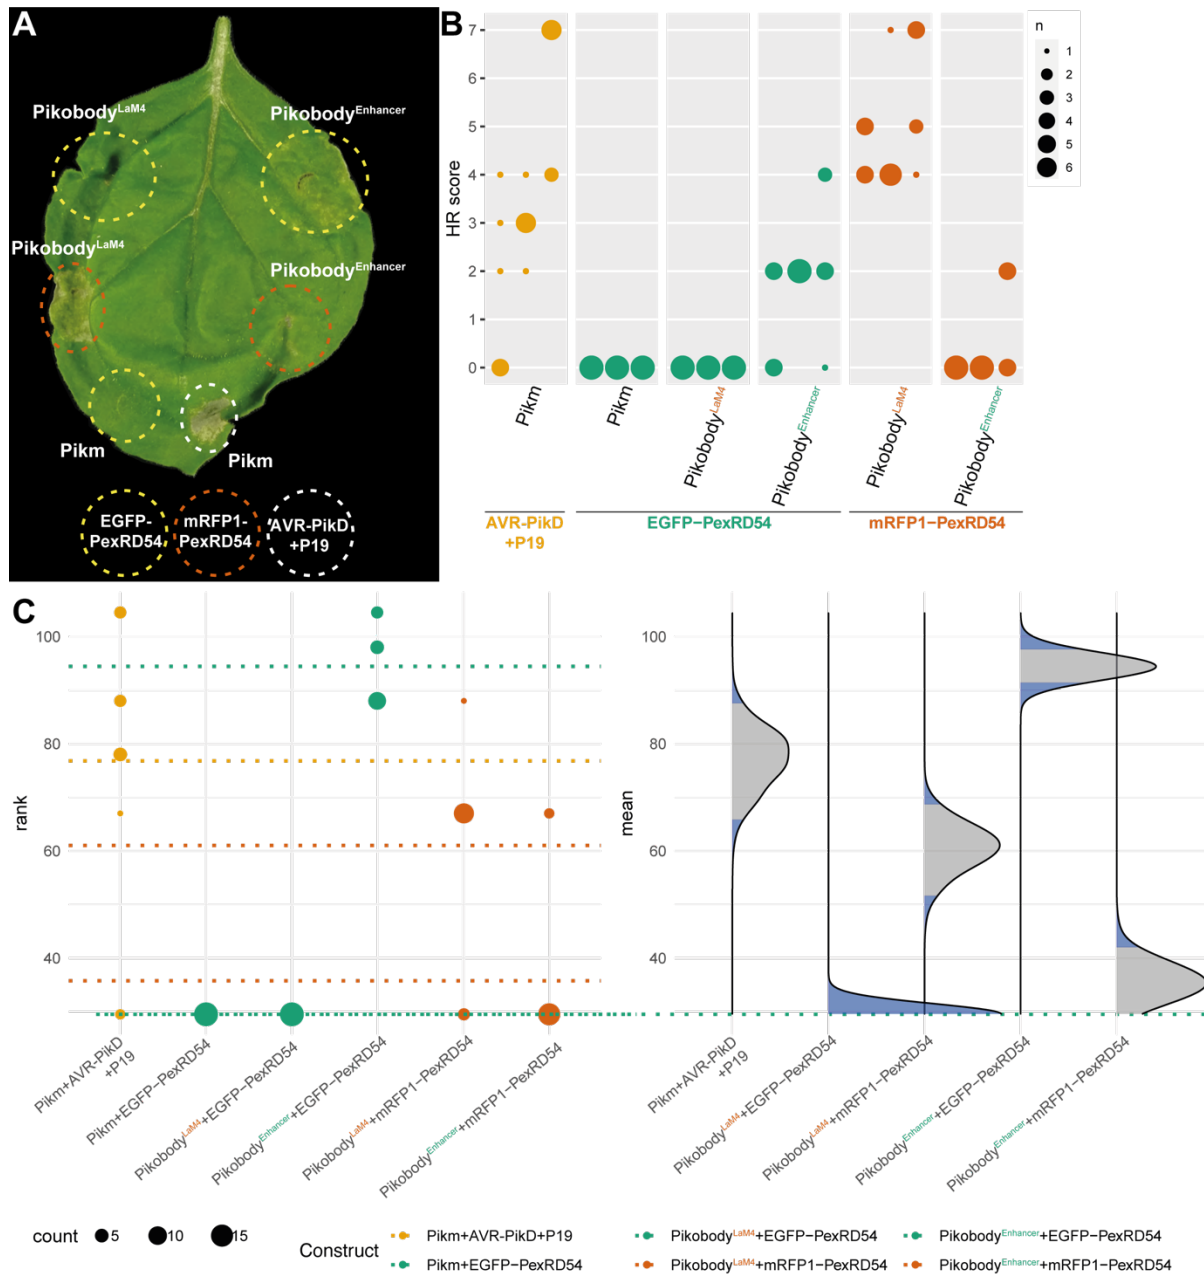 A
Pikobody^LaM4
Pikobody^Enhancer
Pikobody^LaM4
Pikobody^Enhancer
Pikm
Pikm
EGFP-
PexRD54
mRFP1-
PexRD54
AVR-PikD
+P19
B
HR score
7
6
5
4
3
2
1
0
n
1
2
3
4
5
6
Pikm
Pikm
Pikobody^LaM4
Pikobody^Enhancer
Pikobody^LaM4
Pikobody^Enhancer
AVR-PikD
+P19
EGFP−PexRD54
mRFP1−PexRD54
C
rank
100
80
60
40
Pikm+AVR-PikD
+P19
Pikm+EGFP−PexRD54
Pikobody^LaM4+EGFP−PexRD54
Pikobody^Enhancer+EGFP−PexRD54
Pikobody^LaM4+mRFP1−PexRD54
Pikobody^Enhancer+mRFP1−PexRD54
mean
100
80
60
40
Pikm+AVR-PikD
+P19
Pikobody^LaM4+EGFP−PexRD54
Pikobody^LaM4+mRFP1−PexRD54
Pikobody^Enhancer+EGFP−PexRD54
Pikobody^Enhancer+mRFP1−PexRD54
count 5 10 15
Construct
Pikm+AVR-PikD+P19
Pikobody^LaM4+EGFP−PexRD54
Pikobody^Enhancer+EGFP−PexRD54
Pikm+EGFP−PexRD54
Pikobody^LaM4+mRFP1−PexRD54
Pikobody^Enhancer+mRFP1−PexRD54